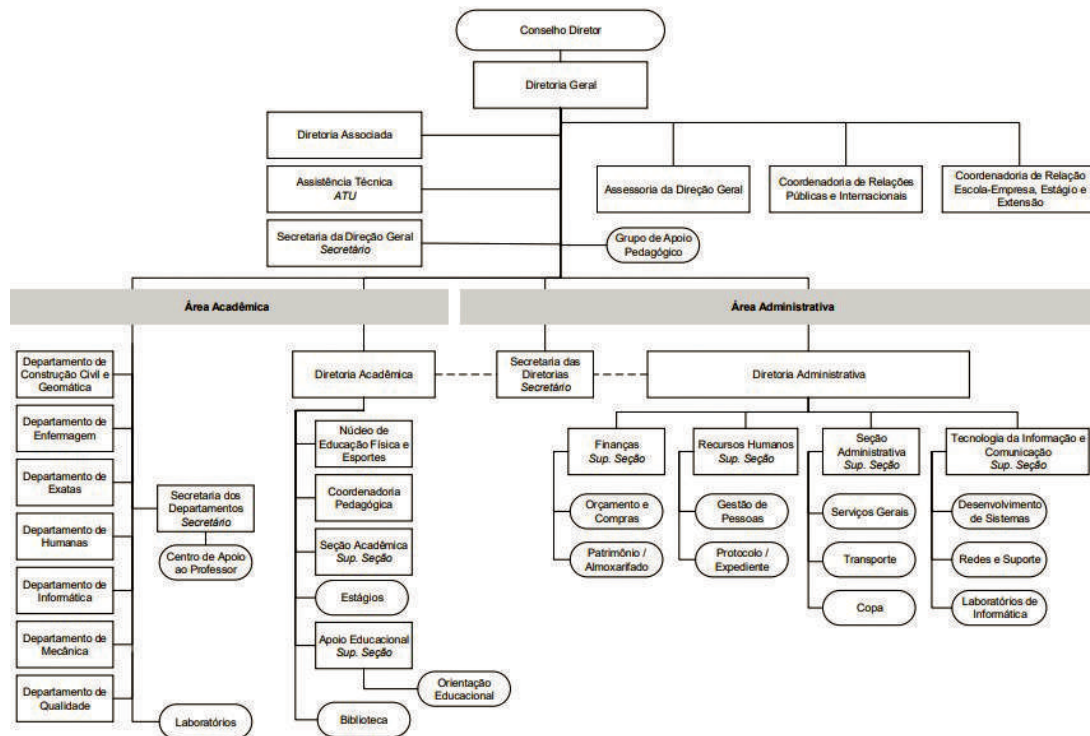 Conselho Diretor
Diretoria Geral
Diretoria Associada
Assistência Técnica
ATU
Secretaria da Direção Geral
Secretário
Assessoria da Direção Geral
Coordenadoria de Relações
Públicas e Internacionais
Coordenadoria de Relação
Escola-Empresa, Estágio e
Extensão
Grupo de Apoio
Pedagógico
Área Acadêmica
Área Administrativa
Departamento de
Construção Civil e
Geomática
Departamento de
Enfermagem
Departamento de
Exatas
Departamento de
Humanas
Departamento de
Informática
Departamento de
Mecânica
Departamento de
Qualidade
Secretaria dos
Departamentos
Secretário
Centro de Apoio
ao Professor
Laboratórios
Diretoria Acadêmica
Núcleo de
Educação Física e
Esportes
Coordenadoria
Pedagógica
Seção Acadêmica
Sup. Seção
Estágios
Apoio Educacional
Sup. Seção
Orientação
Educacional
Biblioteca
Secretaria das
Diretorias
Secretário
Diretoria Administrativa
Finanças
Sup. Seção
Orçamento e
Compras
Patrimônio /
Almoxarifado
Recursos Humanos
Sup. Seção
Gestão de
Pessoas
Protocolo /
Expediente
Seção
Administrativa
Sup. Seção
Serviços Gerais
Transporte
Copa
Tecnologia da Informação e
Comunicação
Sup. Seção
Desenvolvimento
de Sistemas
Redes e Suporte
Laboratórios de
Informática